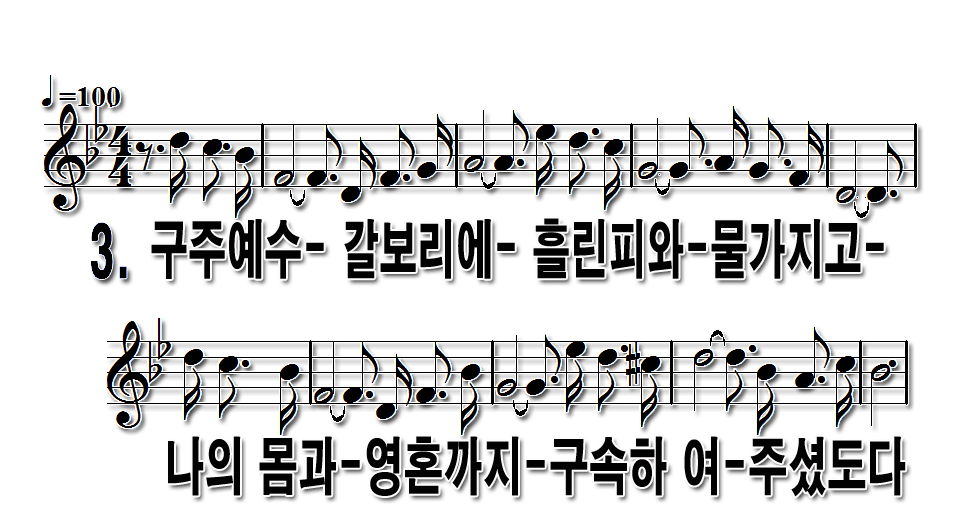 ♩=100
3. 구주예수- 갈보리에- 흘린피와-물가지고-
나의 몸과-영혼까지-구속하 여-주셨도다